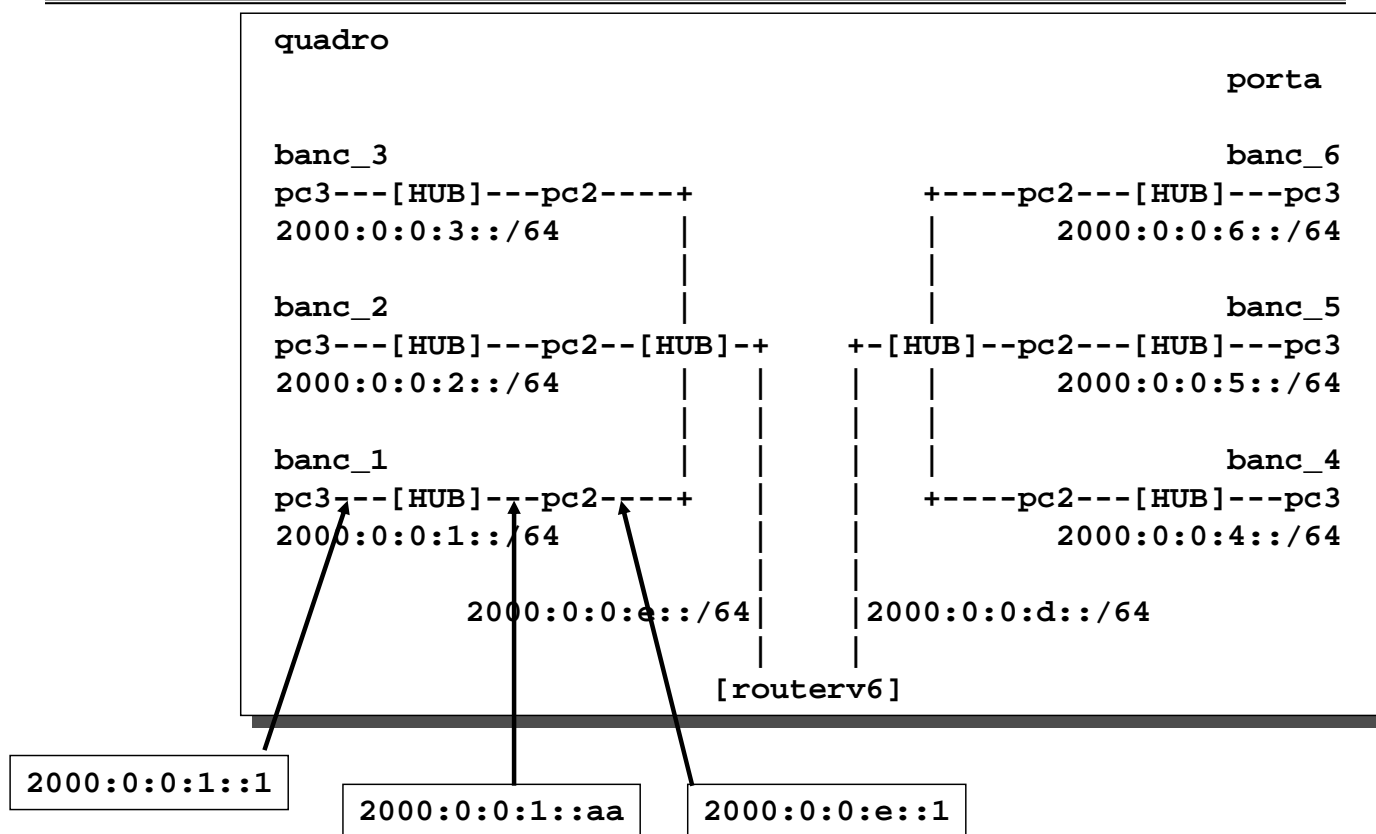 quadro
porta
banc_3 banc_6
pc3---[HUB]---pc2----+ +----pc2---[HUB]---pc3
2000:0:0:3::/64 | | 2000:0:0:6::/64
| |
banc_2 | | banc_5
pc3---[HUB]---pc2--[HUB]-+ +-[HUB]--pc2---[HUB]---pc3
2000:0:0:2::/64 | | | | 2000:0:0:5::/64
| | | |
banc_1 | | | | banc_4
pc3---[HUB]---pc2----+ | | +----pc2---[HUB]---pc3
2000:0:0:1::/64 | | 2000:0:0:4::/64
| |
2000:0:0:e::/64| |2000:0:0:d::/64
| |
[routerv6]
2000:0:0:1::1
2000:0:0:1::aa
2000:0:0:e::1